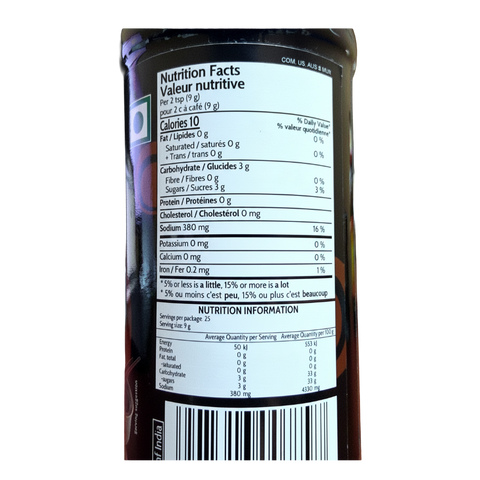 COM. US, AUS & MUR
Nutrition Facts
Valeur nutritive
Per 2 tsp (9 g)
pour 2 c à café (9 g)
Calories 10
% Daily Value*
% valeur quotidienne*
Fat / Lipides 0 g 0 %
Saturated / saturés 0 g
+ Trans / trans 0 g 0 %
Carbohydrate / Glucides 3 g
Fibre / Fibres 0 g 0 %
Sugars / Sucres 3 g 3 %
Protein / Protéines 0 g
Cholesterol / Cholestérol 0 mg
Sodium 380 mg 16 %
Potassium 0 mg 0 %
Calcium 0 mg 0 %
Iron / Fer 0.2 mg 1 %
*5% or less is a little, 15% or more is a lot
* 5% ou moins c'est peu, 15% ou plus c'est beaucoup
NUTRITION INFORMATION
Servings per package: 25
Serving size: 9 g
Average Quantity per Serving Average Quantity per 100 g
Energy 50 kJ 553 kJ
Protein 0 g 0 g
Fat, total 0 g 0 g
-saturated 0 g 0 g
Carbohydrate 3 g 33 g
-sugars 3 g 33 g
Sodium 380 mg 4330 mg
of India